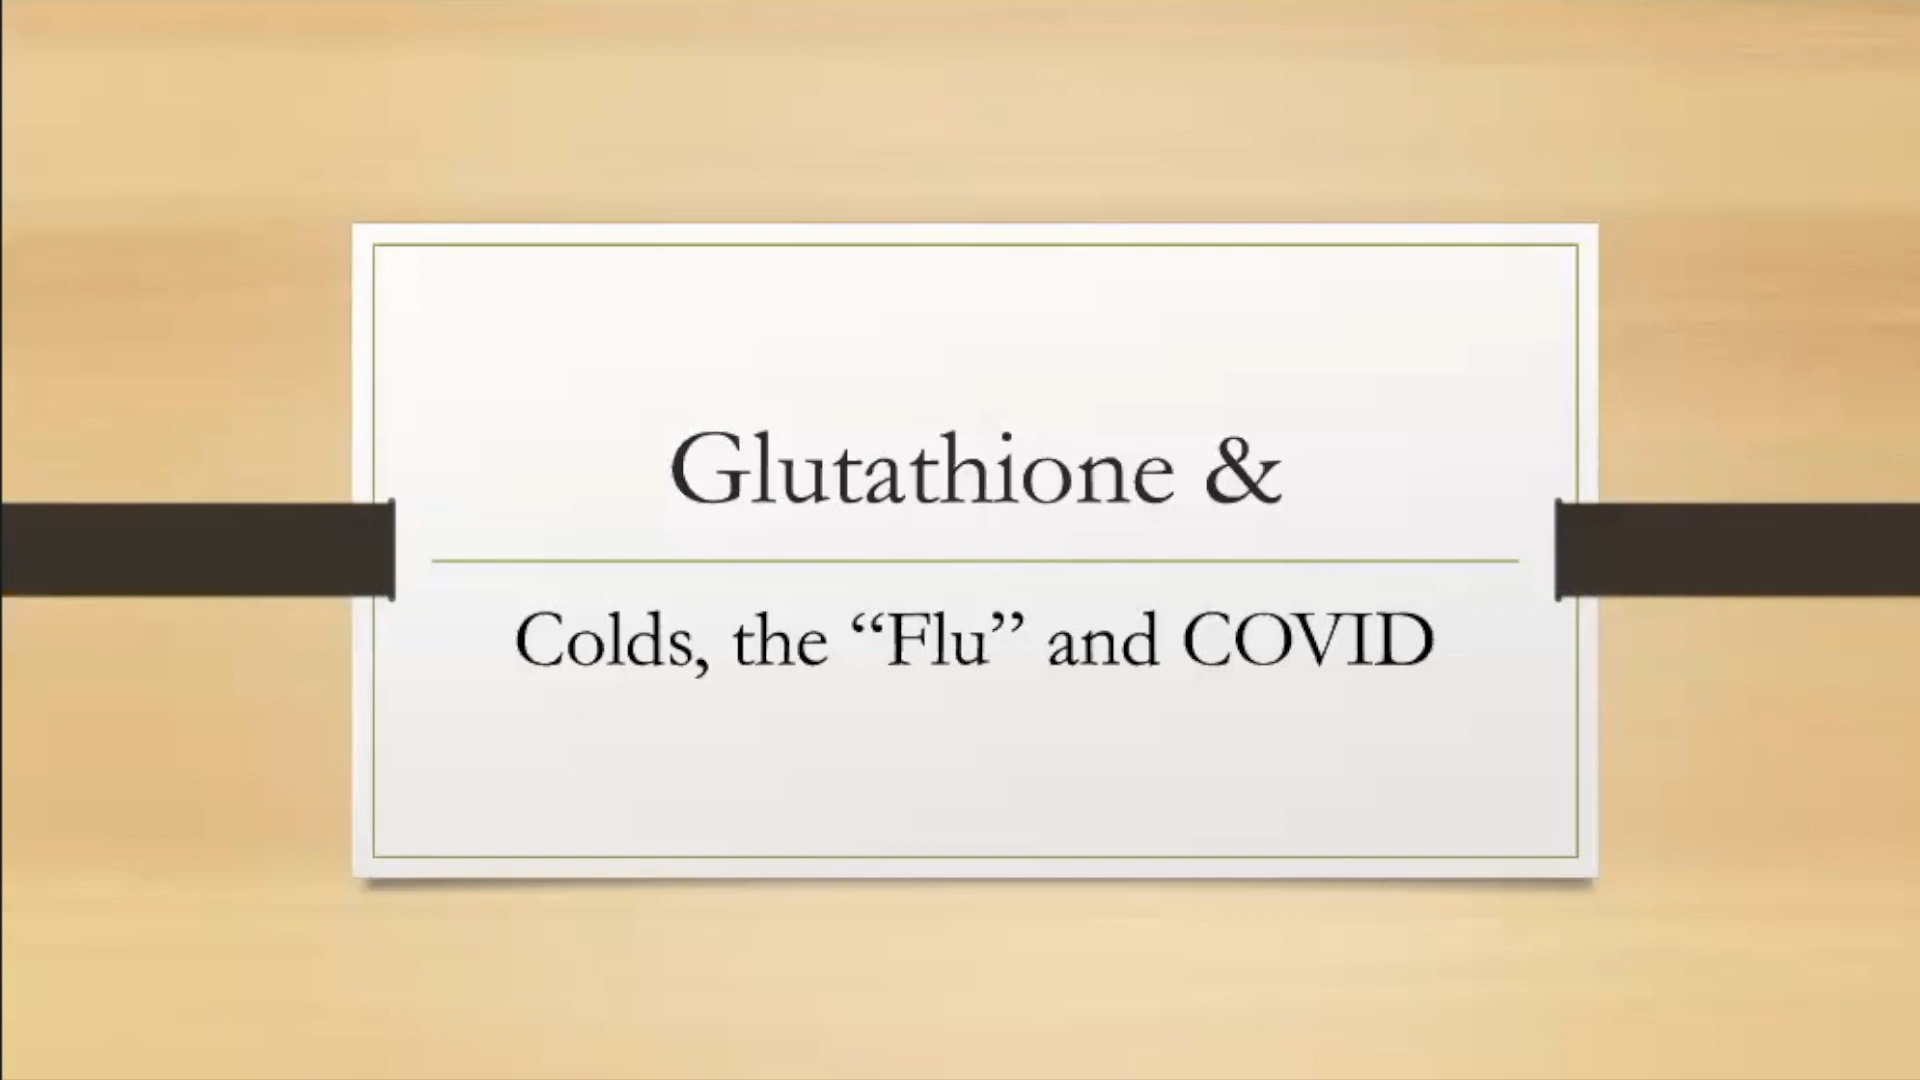 Glutathione &
Colds, the “Flu” and COVID